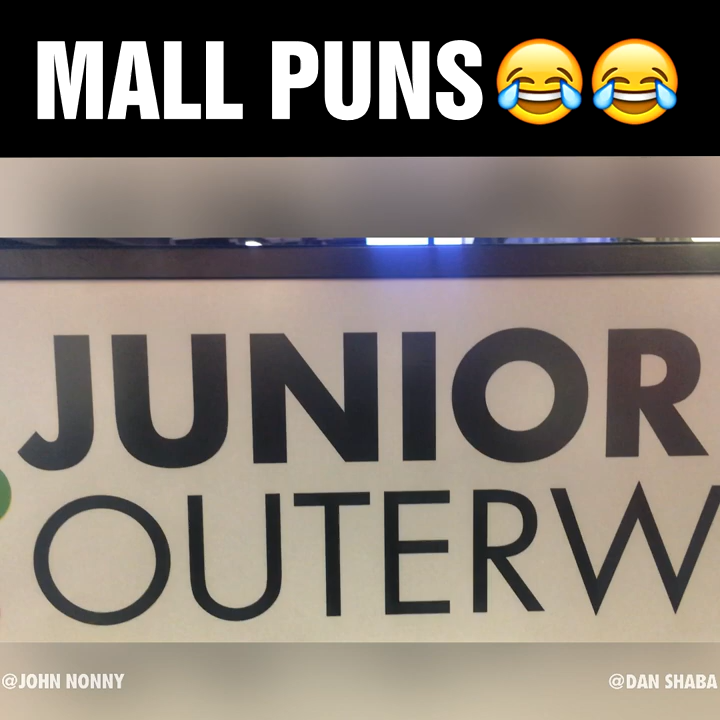 MALL PUNS😂😂
JUNIOR
OUTERW
@JOHN NONNY
@DAN SHABA